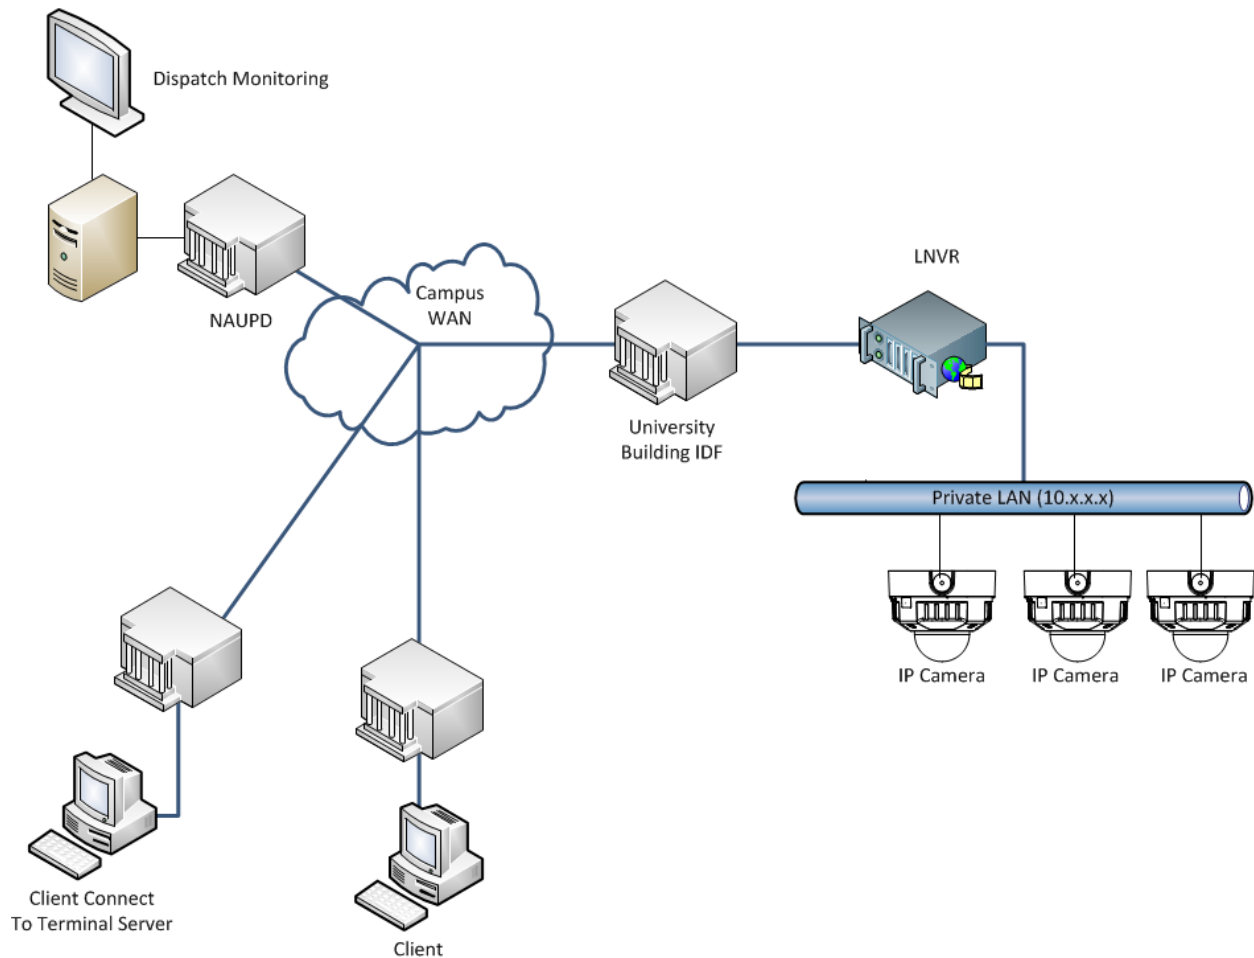 Dispatch Monitoring
NAUPD
Campus
WAN
LNVR
University
Building IDF
Private LAN (10.x.x.x)
IP Camera
IP Camera
IP Camera
Client Connect
To Terminal Server
Client